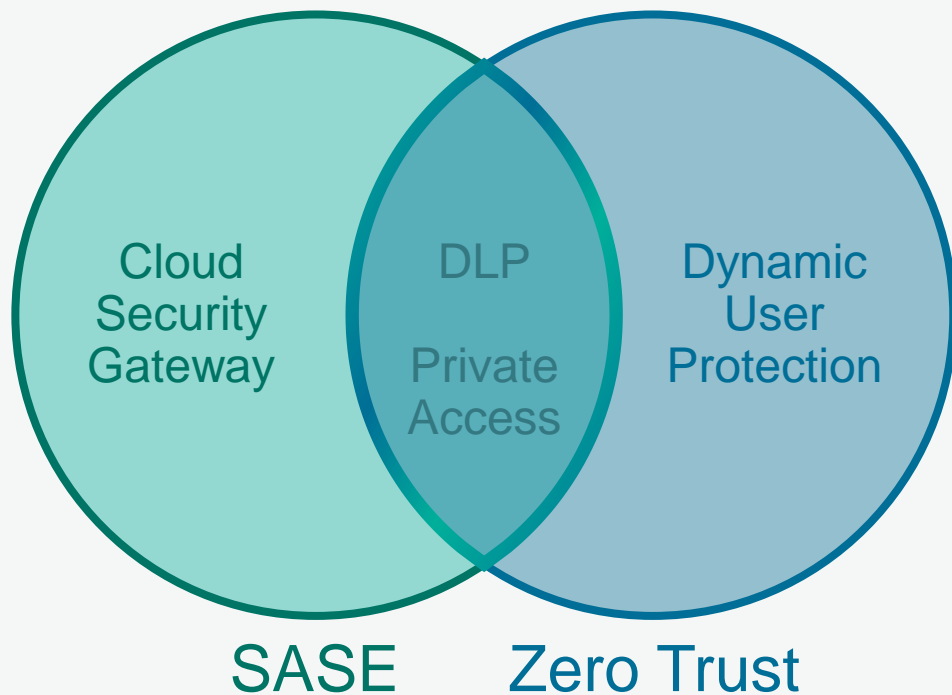 Cloud
Security
Gateway
DLP
Private
Access
Dynamic
User
Protection
SASE
Zero Trust